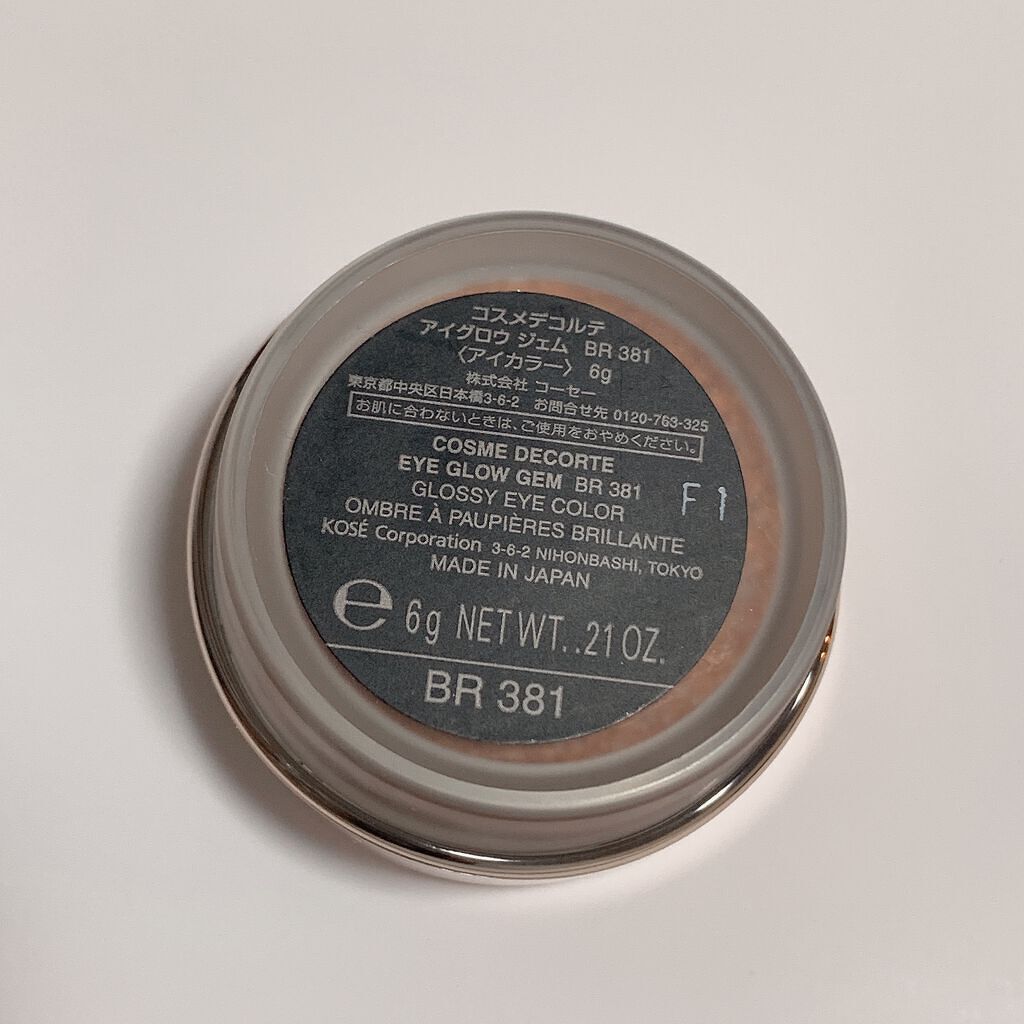 コスメデコルテ
アイグロウ ジェム BR 381
〈アイカラー〉 6g
株式会社 コーセー
東京都中央区日本橋3-6-2 お問合せ先 0120-763-325
お肌に合わないときは、ご使用をおやめください。
COSME DECORTE
EYE GLOW GEM BR 381
GLOSSY EYE COLOR
F1
OMBRE À PAUPIÈRES BRILLANTE
KOSÉ Corporation 3-6-2 NIHONBASHI, TOKYO
MADE IN JAPAN
e 6g NET WT. .21 OZ.
BR 381